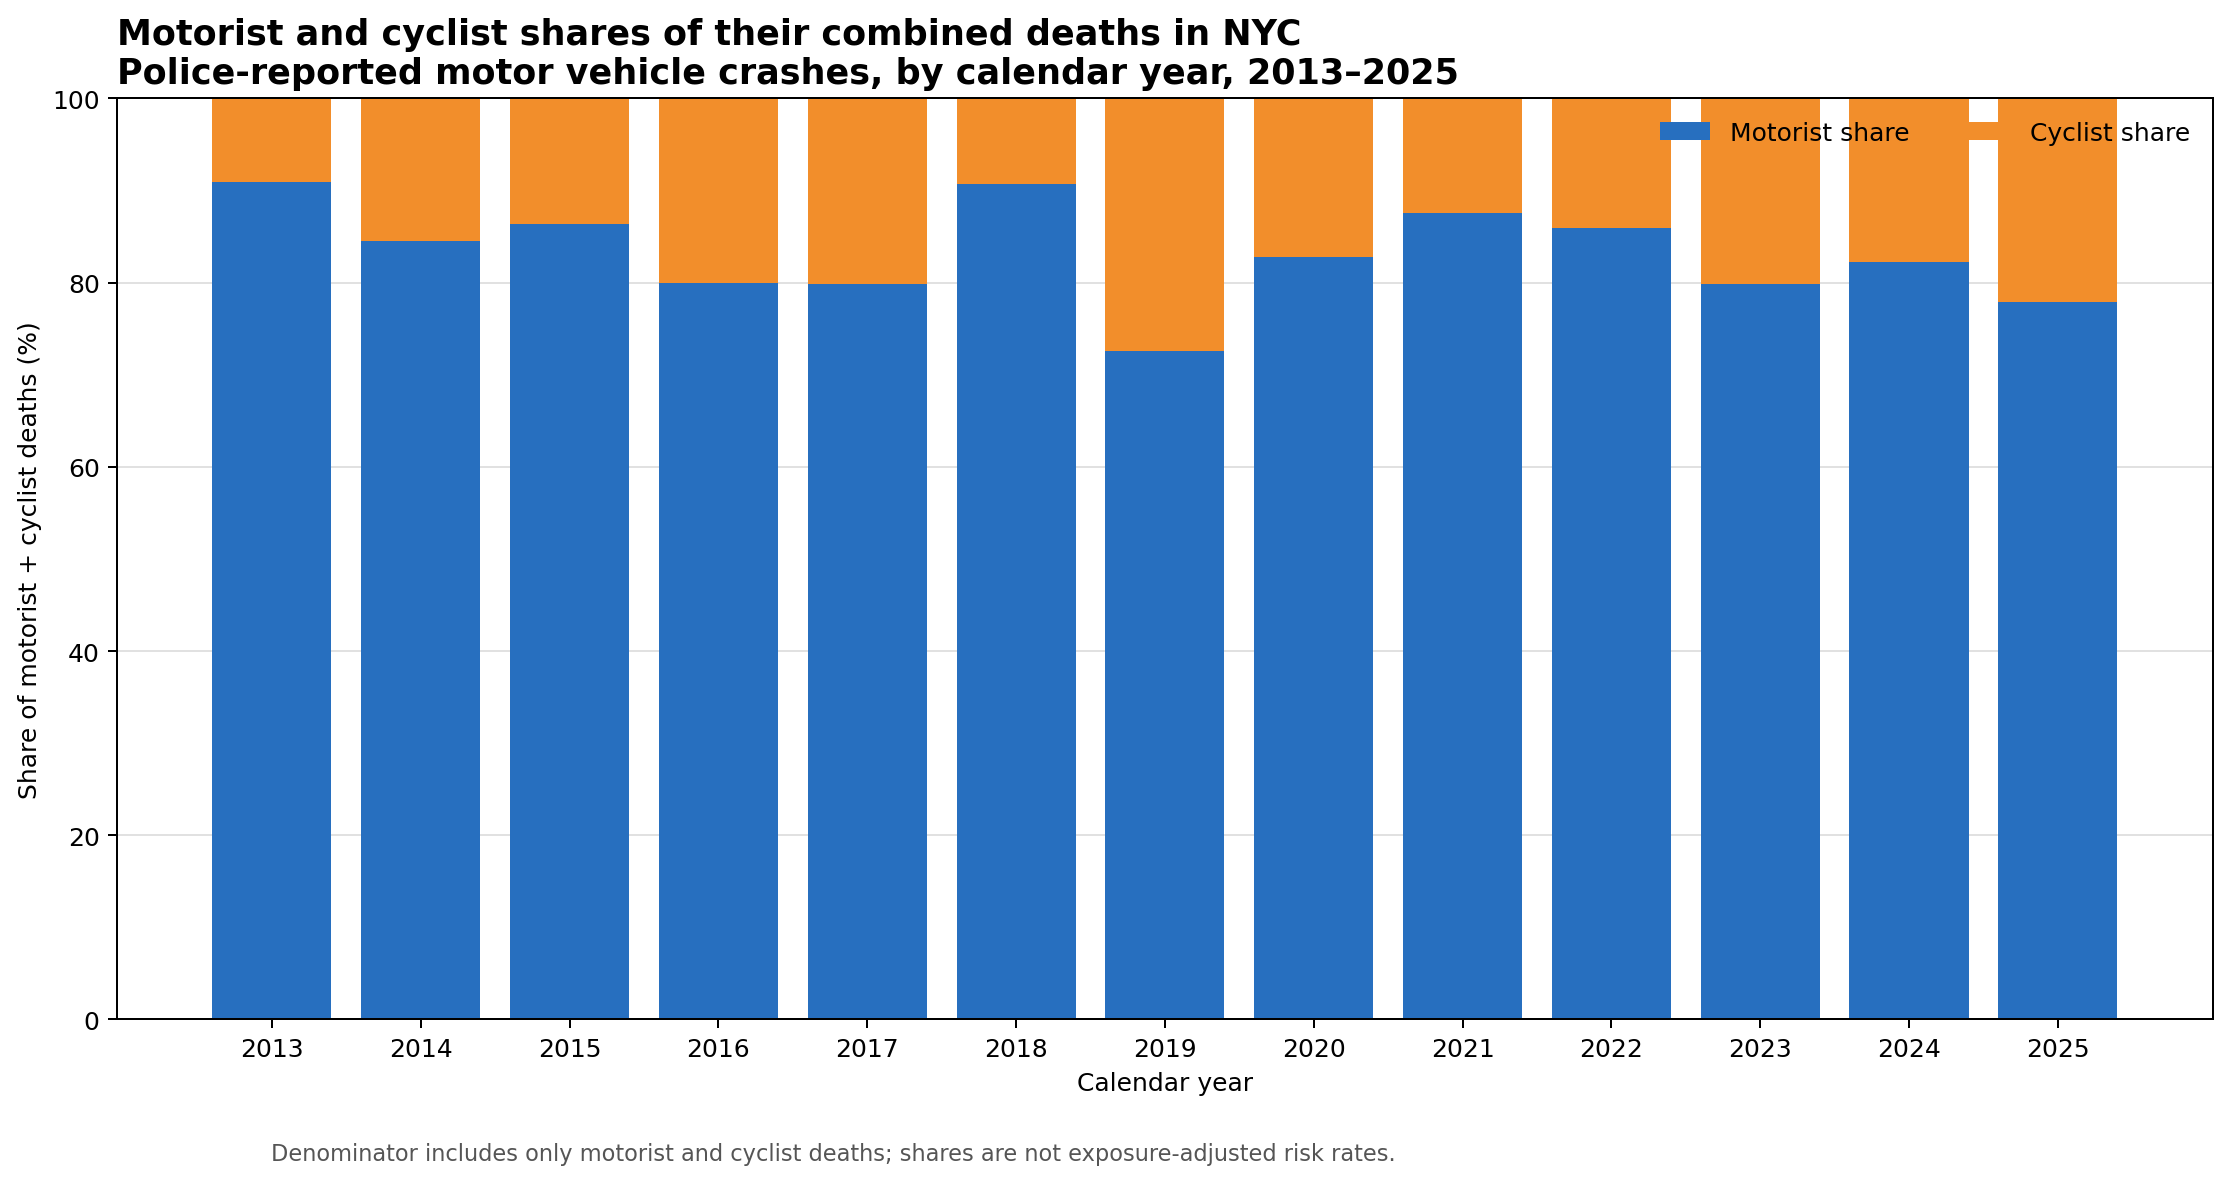 Motorist and cyclist shares of their combined deaths in NYC
Police-reported motor vehicle crashes, by calendar year, 2013–2025
Motorist share
Cyclist share
Share of motorist + cyclist deaths (%)
100
80
60
40
20
0
2013 2014 2015 2016 2017 2018 2019 2020 2021 2022 2023 2024 2025
Calendar year
Denominator includes only motorist and cyclist deaths; shares are not exposure-adjusted risk rates.